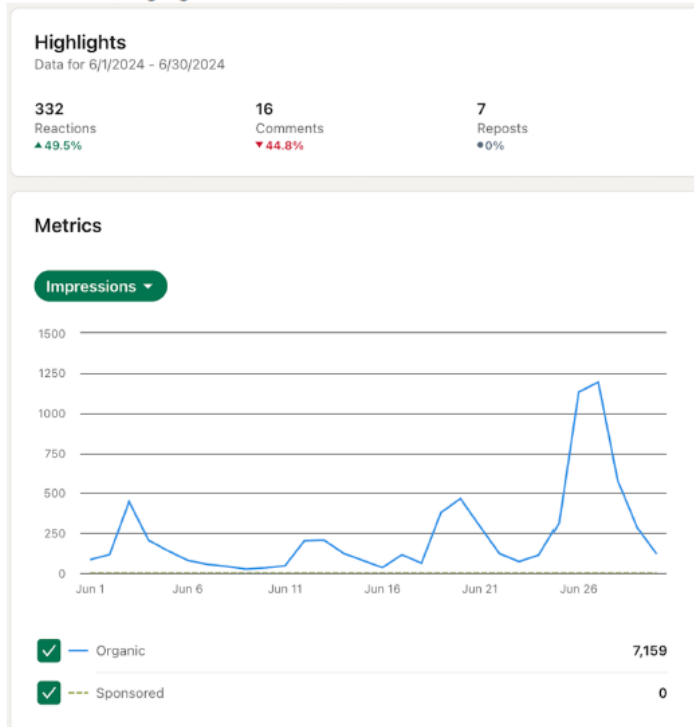 Highlights
Data for 6/1/2024 - 6/30/2024
332 16 7
Reactions Comments Reposts
▲49.5% ▼44.8% ●0%
Metrics
Impressions
1500
1250
1000
750
500
250
0
Jun 1 Jun 6 Jun 11 Jun 16 Jun 21 Jun 26
Organic 7,159
Sponsored 0